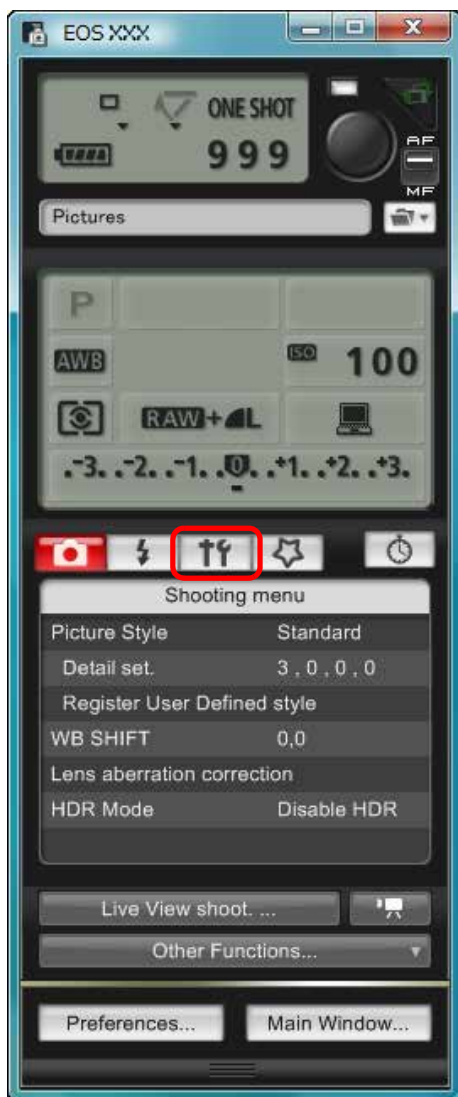 EOS XXX
ONE SHOT
999
AF
MF
Pictures
P
AWB
ISO 100
RAW+L
.-3. .-2. .-1. .0. .+1. .+2. .+3.
Shooting menu
Picture Style Standard
Detail set. 3 , 0 , 0 , 0
Register User Defined style
WB SHIFT 0,0
Lens aberration correction
HDR Mode Disable HDR
Live View shoot. ...
Other Functions...
Preferences... Main Window...